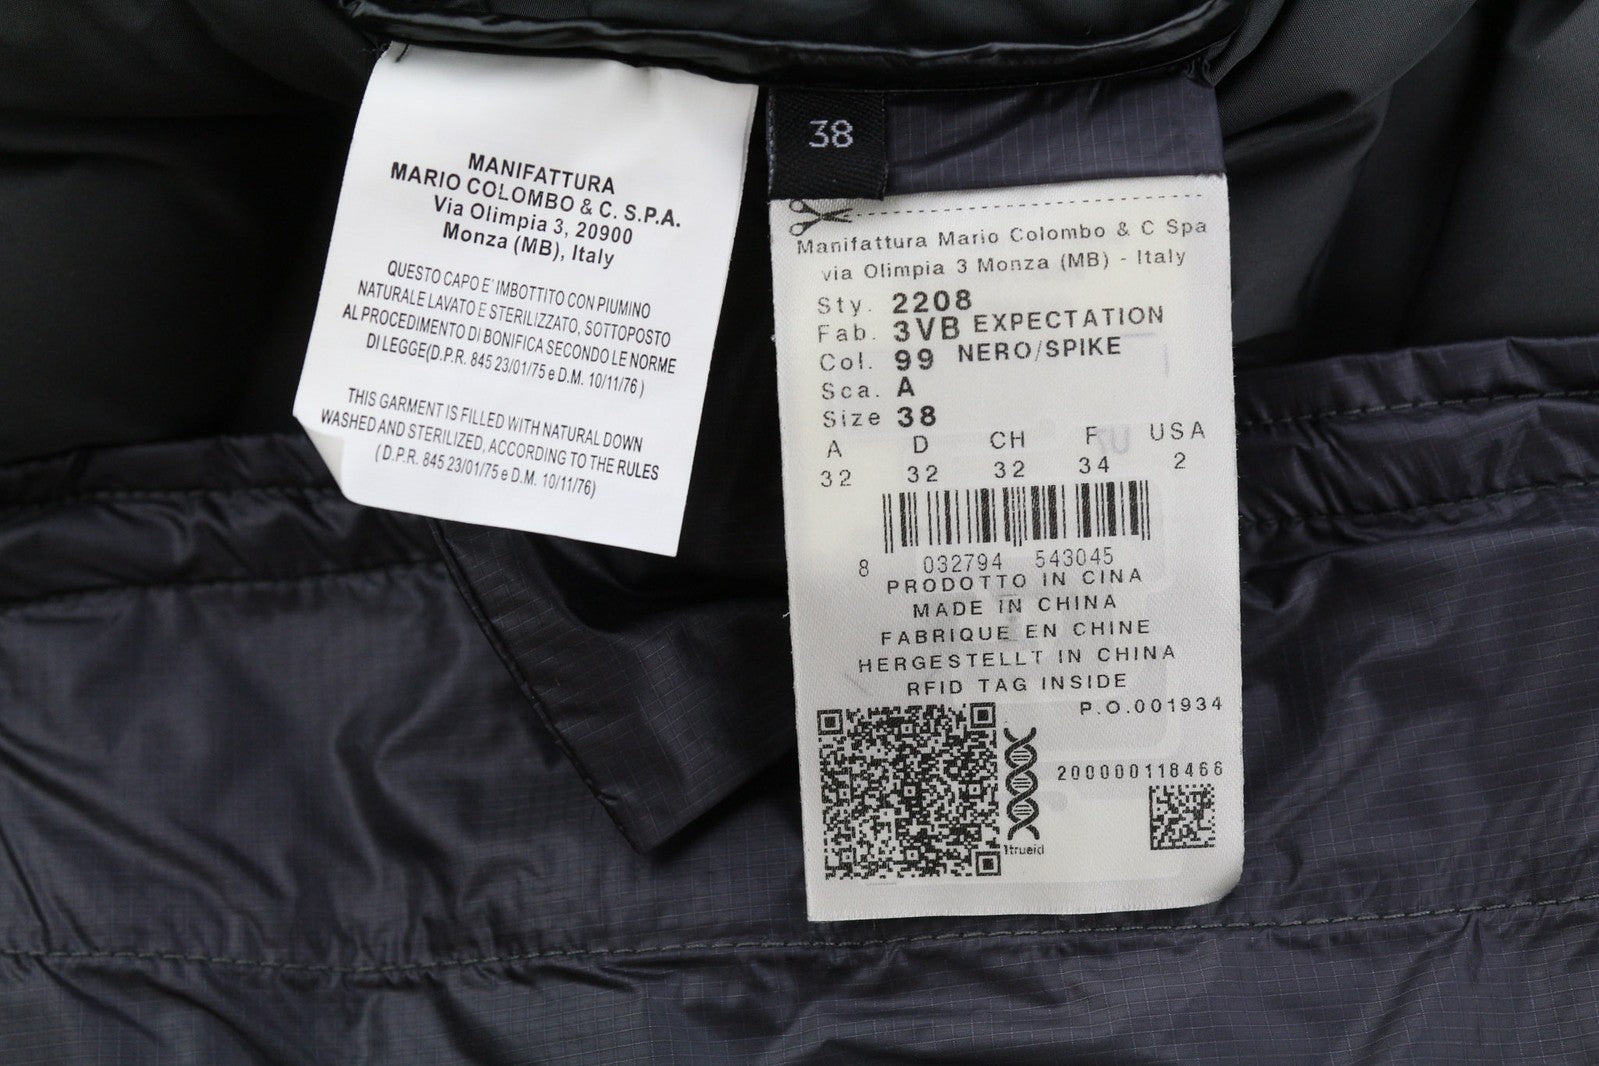 MANIFATTURA
MARIO COLOMBO & C. S.P.A.
Via Olimpia 3, 20900
Monza (MB), Italy
QUESTO CAPO E' IMBOTTITO CON PIUMINO
NATURALE LAVATO E STERILIZZATO, SOTTOPOSTO
AL PROCEDIMENTO DI BONIFICA SECONDO LE NORME
DI LEGGE(D.P.R. 845 23/01/75 e D.M. 10/11/76 )
THIS GARMENT IS FILLED WITH NATURAL DOWN
WASHED AND STERILIZED, ACCORDING TO THE RULES
( D.P.R. 845 23/01/75 e D.M. 10/11/76)
38
Manifattura Mario Colombo & C Spa
via Olimpia 3 Monza (MB) - Italy
Sty. 2208
Fab. 3VB EXPECTATION
Col. 99 NERO/SPIKE
Sca. A
Size 38
A D CH F USA
32 32 32 34 2
8 032794 543045
PRODOTTO IN CINA
MADE IN CHINA
FABRIQUE EN CHINE
HERGESTELLT IN CHINA
RFID TAG INSIDE
P.O.001934
200000118466
1trueid